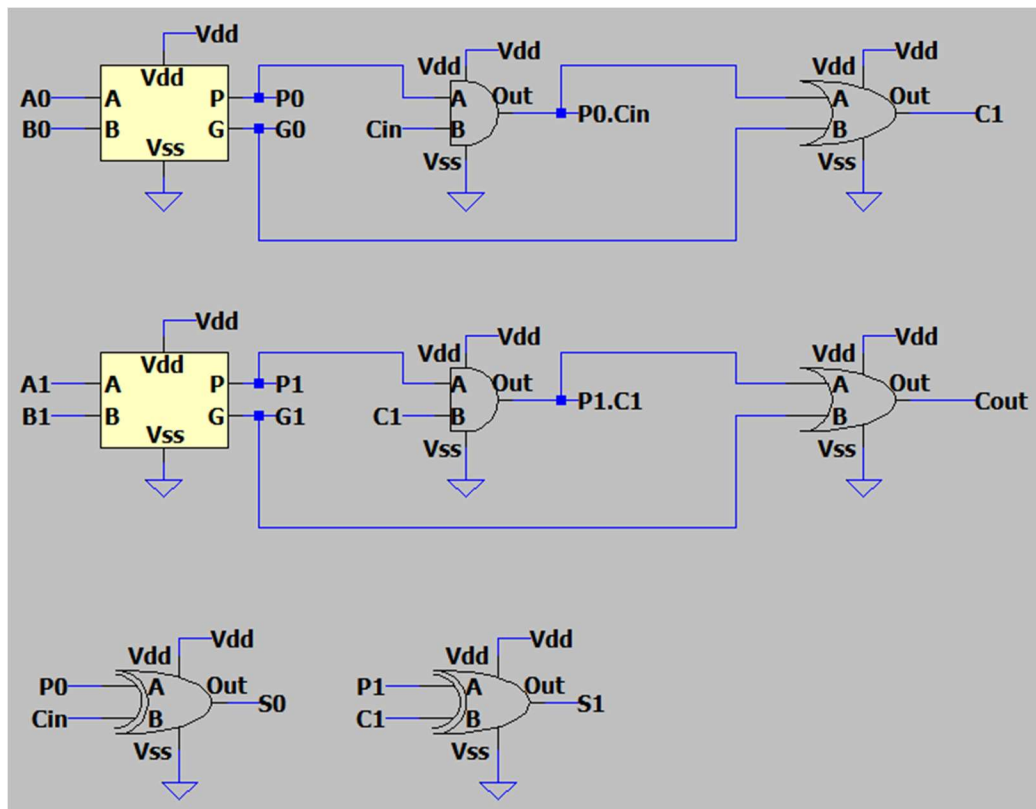 Vdd Vdd Vdd
Vdd Vdd Vdd
A0 A P P0 A Out P0.Cin A Out C1
B0 B G G0 Cin B B
Vss Vss Vss
Vdd Vdd Vdd
Vdd Vdd Vdd
A1 A P P1 A Out P1.C1 A Out Cout
B1 B G G1 C1 B B
Vss Vss Vss
Vdd Vdd
Vdd Vdd
P0 A Out S0 P1 A Out S1
Cin B C1 B
Vss Vss